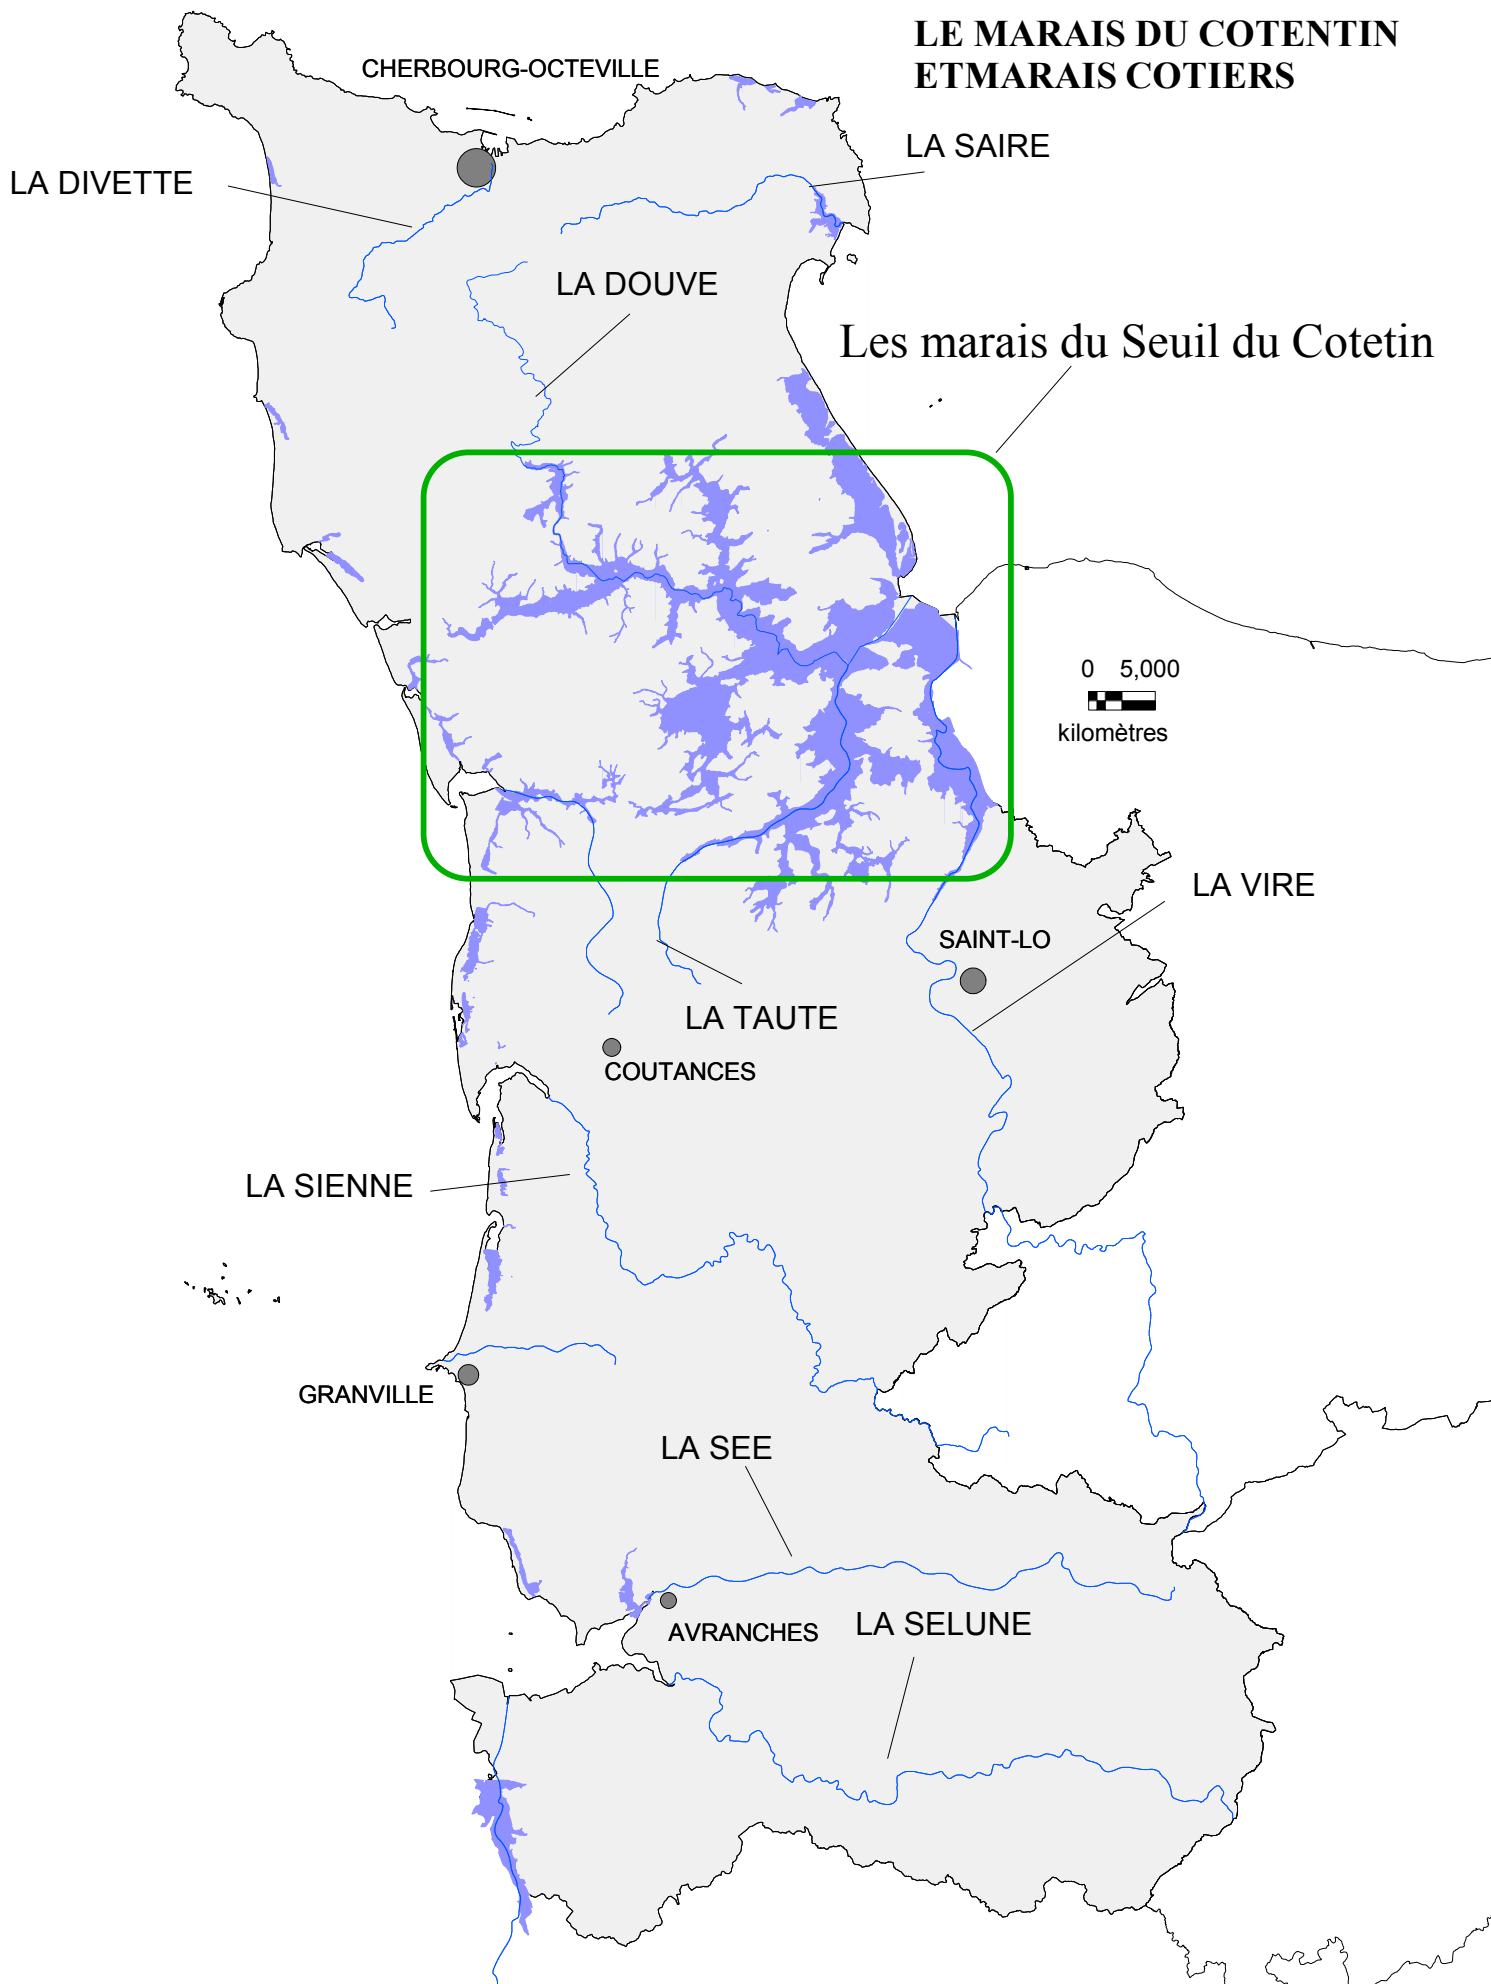 LE MARAIS DU COTENTIN
ETMARAIS COTIERS
CHERBOURG-OCTEVILLE
LA SAIRE
LA DIVETTE
LA DOUVE
Les marais du Seuil du Cotetin
0 5,000
kilomètres
LA VIRE
SAINT-LO
LA TAUTE
COUTANCES
LA SIENNE
GRANVILLE
LA SEE
LA SELUNE
AVRANCHES